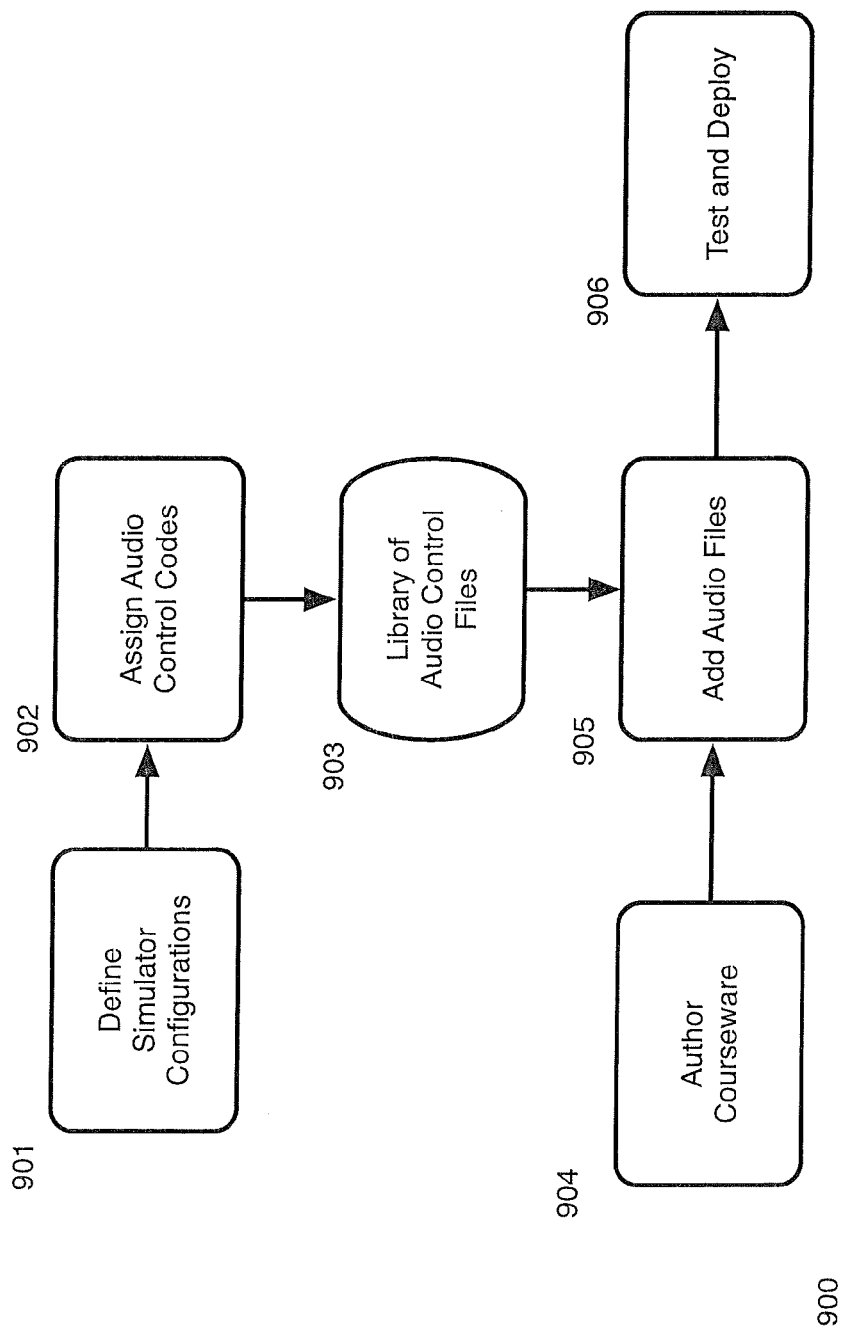 901
Define
Simulator
Configurations
902
Assign Audio
Control Codes
903
Library of
Audio Control
Files
904
Author
Courseware
905
Add Audio Files
906
Test and Deploy
900